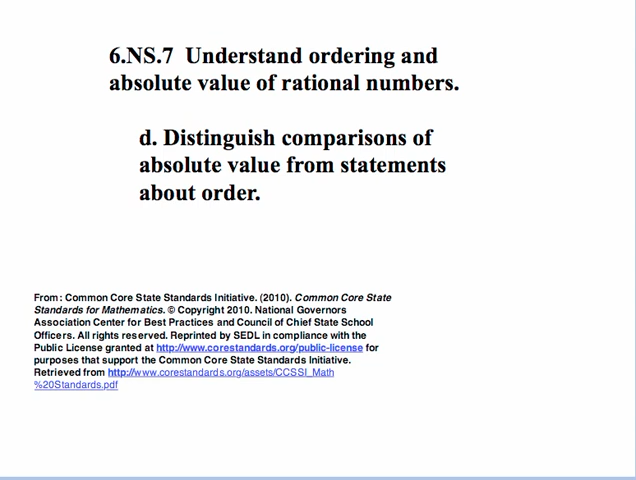 6.NS.7 Understand ordering and
absolute value of rational numbers.
d. Distinguish comparisons of
absolute value from statements
about order.
From: Common Core State Standards Initiative. (2010). Common Core State
Standards for Mathematics. © Copyright 2010. National Governors
Association Center for Best Practices and Council of Chief State School
Officers. All rights reserved. Reprinted by SEDL in compliance with the
Public License granted at http://www.corestandards.org/public-license for
purposes that support the Common Core State Standards Initiative.
Retrieved from http://www.corestandards.org/assets/CCSSI_Math
%20Standards.pdf